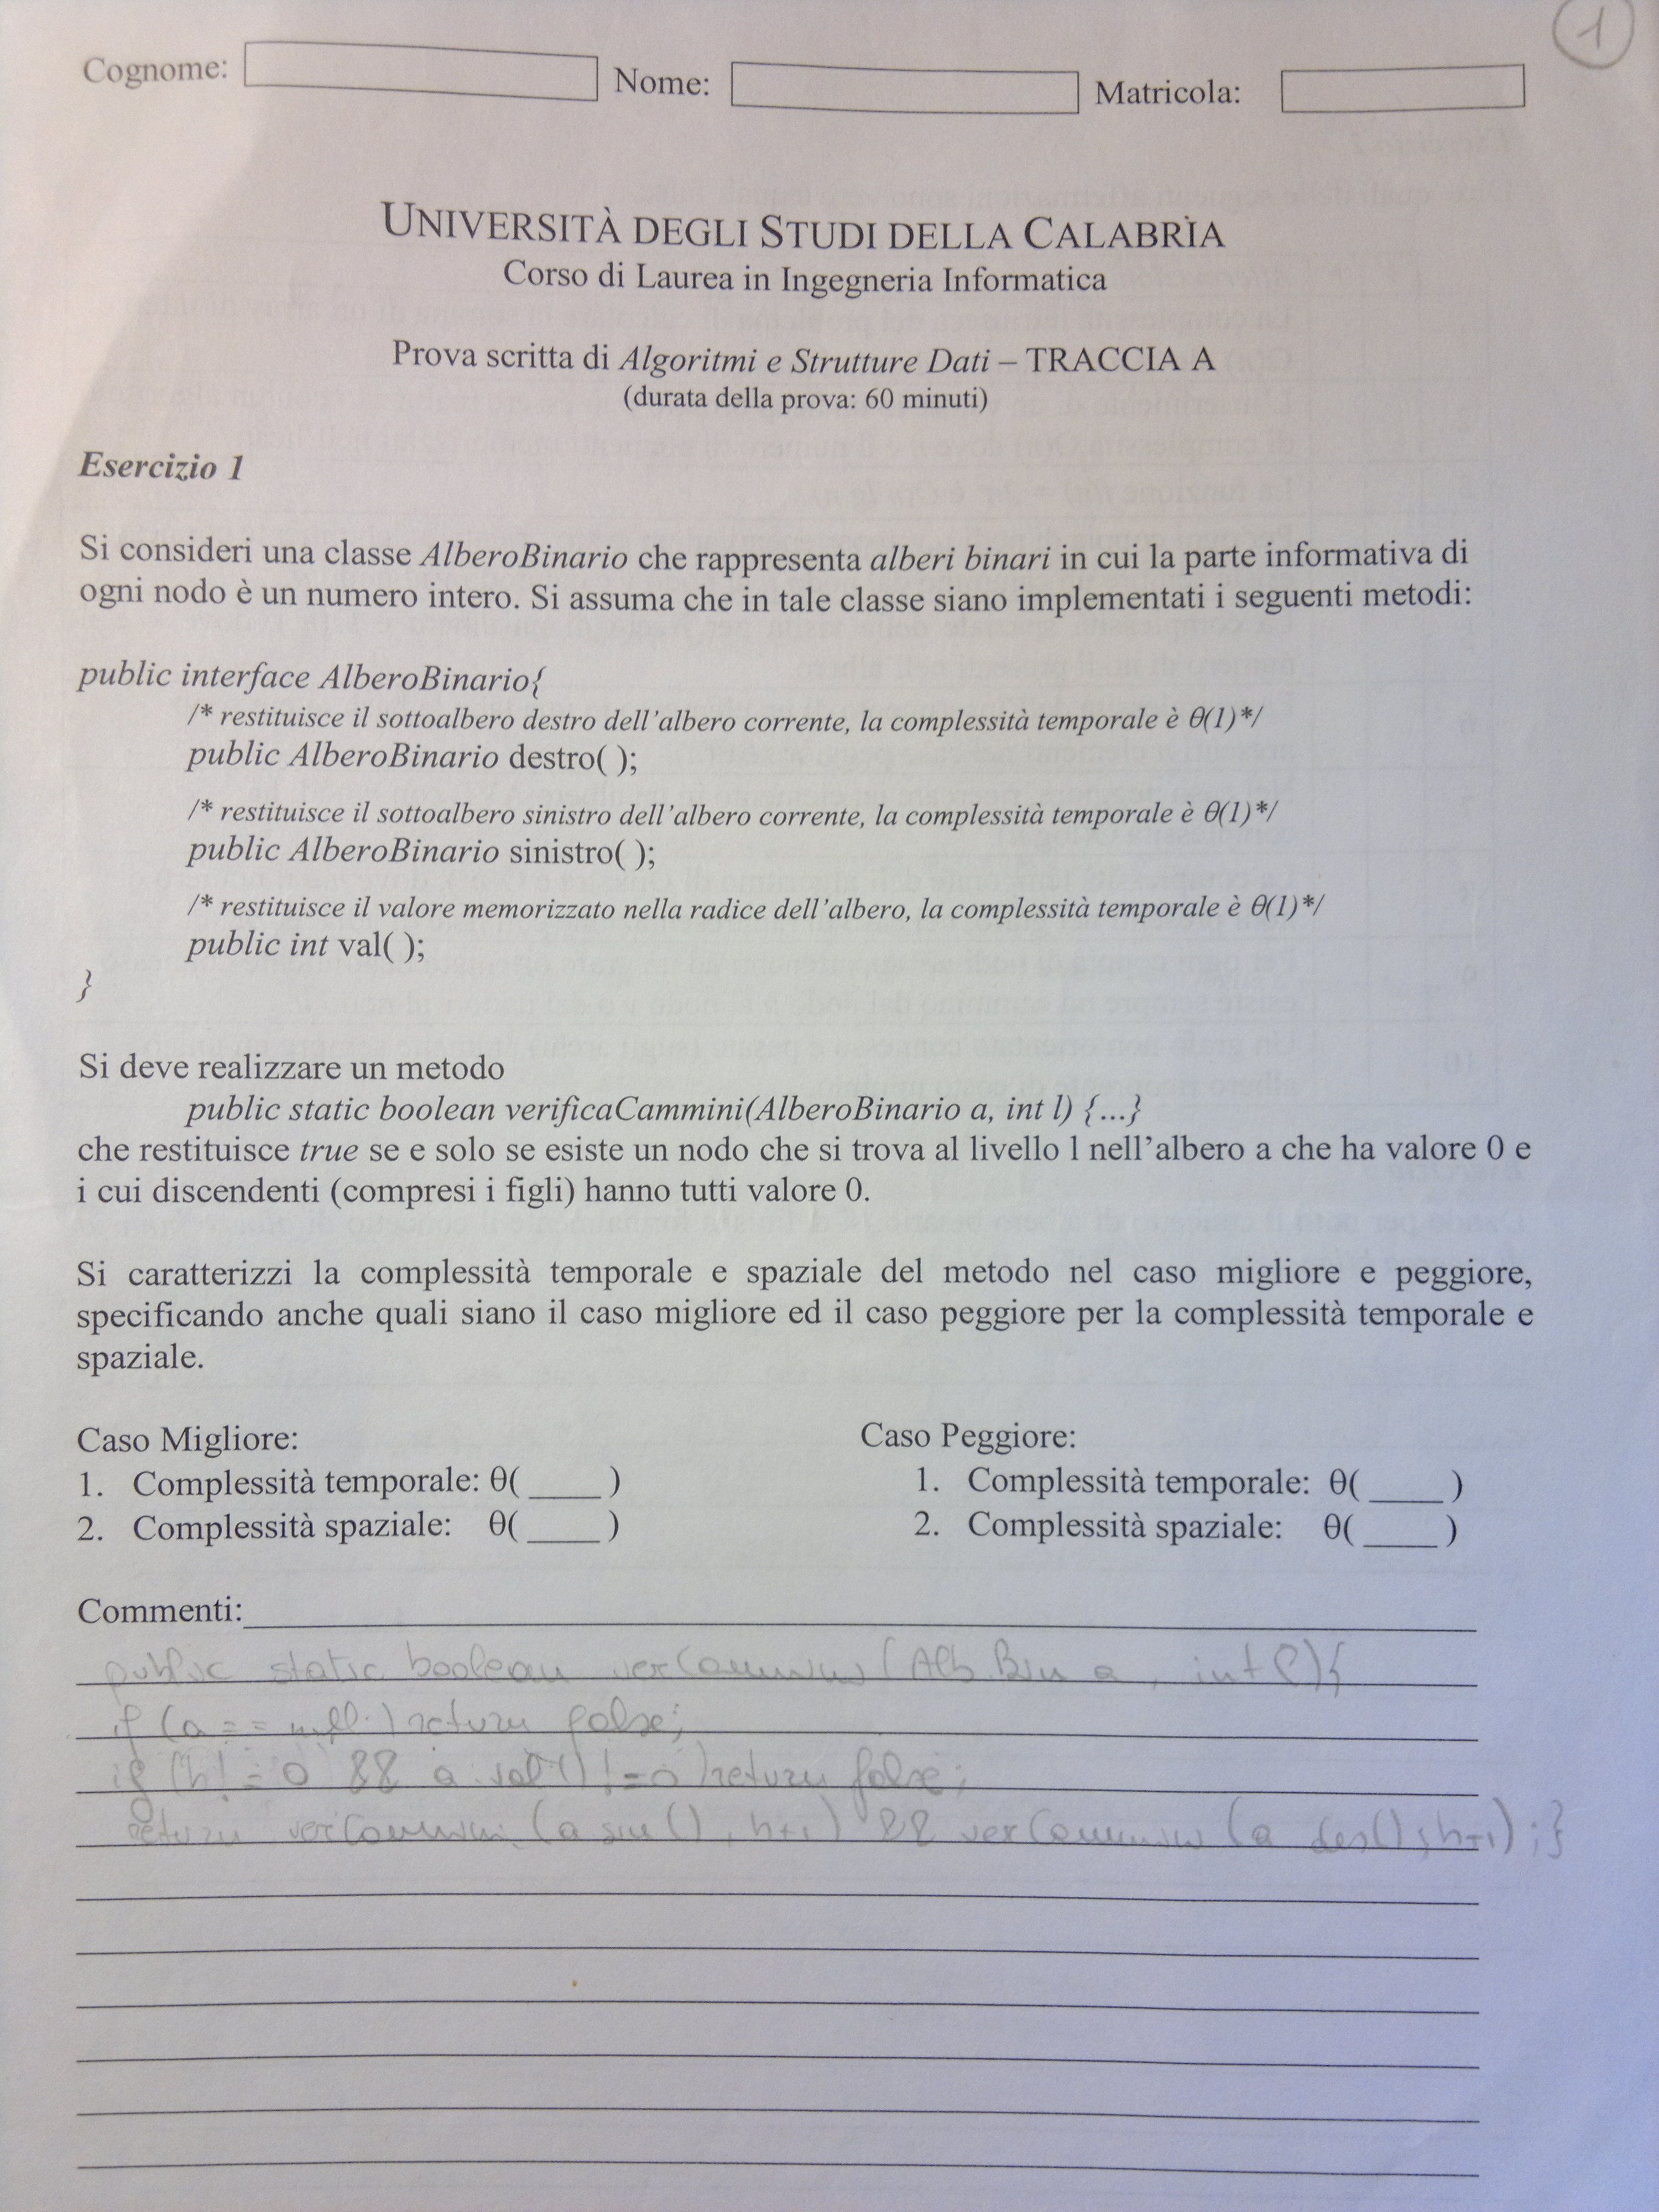 1
Cognome: Nome: Matricola:
UNIVERSITÀ DEGLI STUDI DELLA CALABRIA
Corso di Laurea in Ingegneria Informatica
Prova scritta di Algoritmi e Strutture Dati – TRACCIA A
(durata della prova: 60 minuti)
Esercizio 1
Si consideri una classe AlberoBinario che rappresenta alberi binari in cui la parte informativa di
ogni nodo è un numero intero. Si assuma che in tale classe siano implementati i seguenti metodi:
public interface AlberoBinario{
/* restituisce il sottoalbero destro dell’albero corrente, la complessità temporale è θ(1)*/
public AlberoBinario destro( );
/* restituisce il sottoalbero sinistro dell’albero corrente, la complessità temporale è θ(1)*/
public AlberoBinario sinistro( );
/* restituisce il valore memorizzato nella radice dell’albero, la complessità temporale è θ(1)*/
public int val( );
}
Si deve realizzare un metodo
public static boolean verificaCammini(AlberoBinario a, int l) {...}
che restituisce true se e solo se esiste un nodo che si trova al livello l nell’albero a che ha valore 0 e
i cui discendenti (compresi i figli) hanno tutti valore 0.
Si caratterizzi la complessità temporale e spaziale del metodo nel caso migliore e peggiore,
specificando anche quali siano il caso migliore ed il caso peggiore per la complessità temporale e
spaziale.
Caso Migliore: Caso Peggiore:
1. Complessità temporale: θ( ____ ) 1. Complessità temporale: θ( ____ )
2. Complessità spaziale: θ( ____ ) 2. Complessità spaziale: θ( ____ )
Commenti:
public static boolean verCammini (Alb.Bin a, int l){
if (a == null) return false;
if (h! = 0 && a.val() != 0) return false;
return verCammini (a sin(), h+1) && verCammini (a des(), h+1) ; }